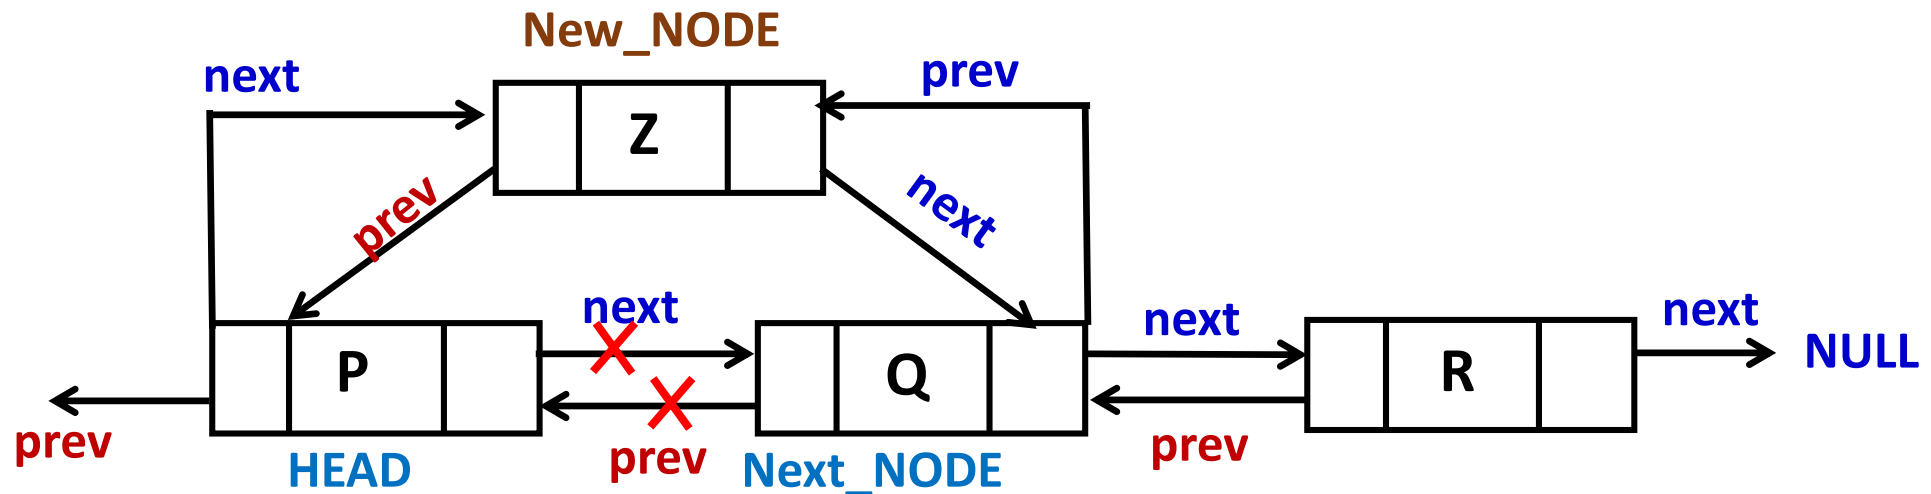 New_NODE
next
prev
Z
prev
next
next
next
next
P
Q
R
NULL
prev
HEAD
prev
Next_NODE
prev